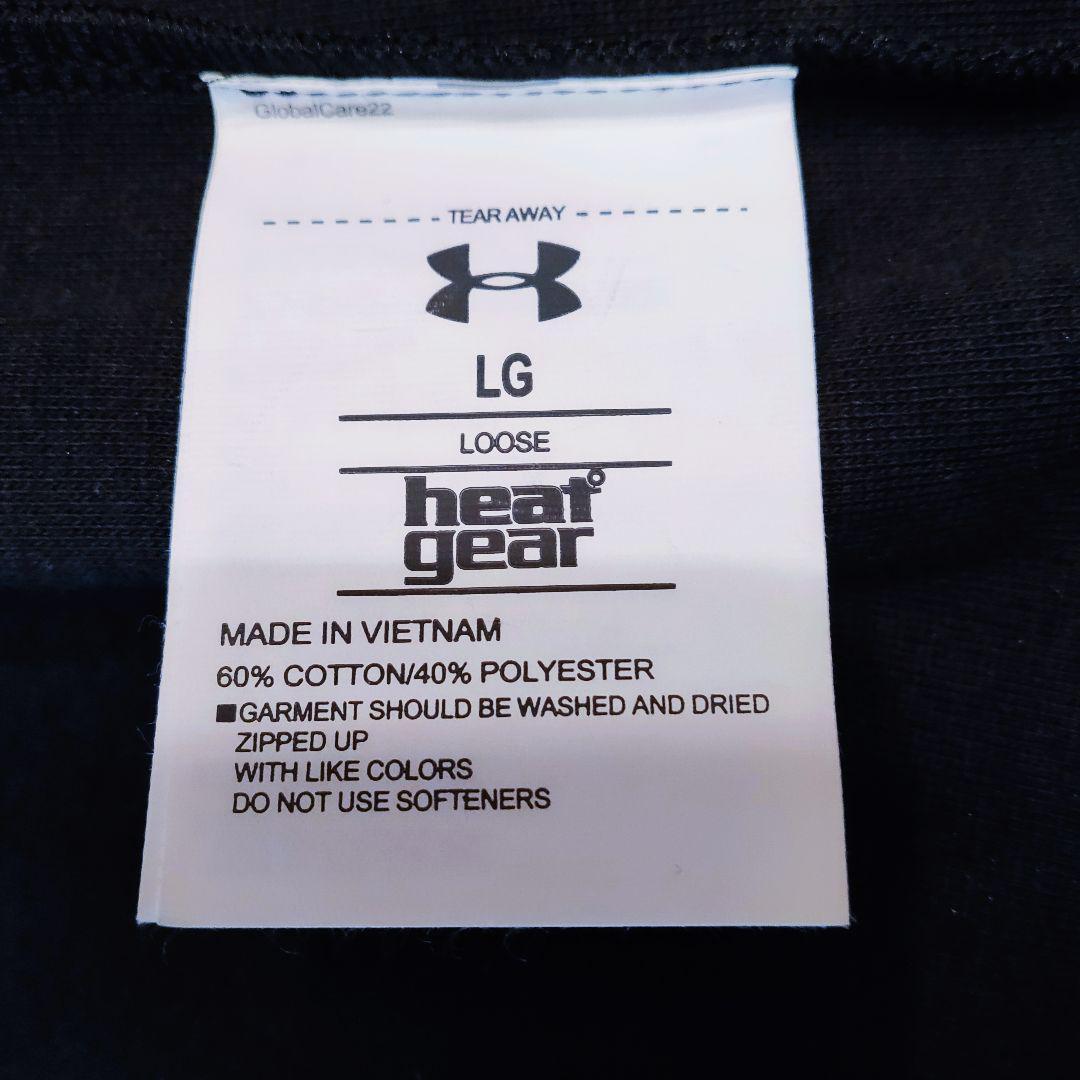 GlobalCare22
TEAR AWAY
LG
LOOSE
heat
gear
MADE IN VIETNAM
60% COTTON/40% POLYESTER
■GARMENT SHOULD BE WASHED AND DRIED
ZIPPED UP
WITH LIKE COLORS
DO NOT USE SOFTENERS